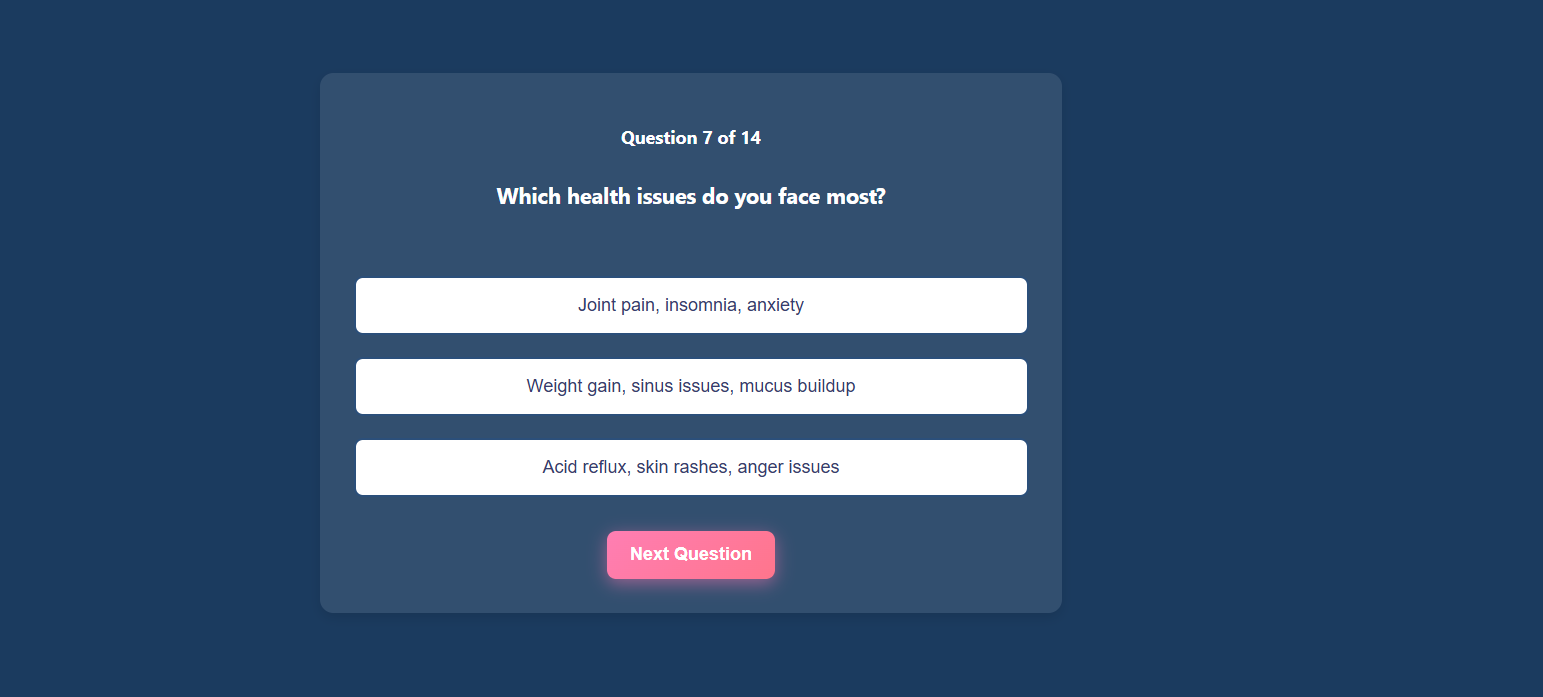 Question 7 of 14
Which health issues do you face most?
Joint pain, insomnia, anxiety
Weight gain, sinus issues, mucus buildup
Acid reflux, skin rashes, anger issues
Next Question